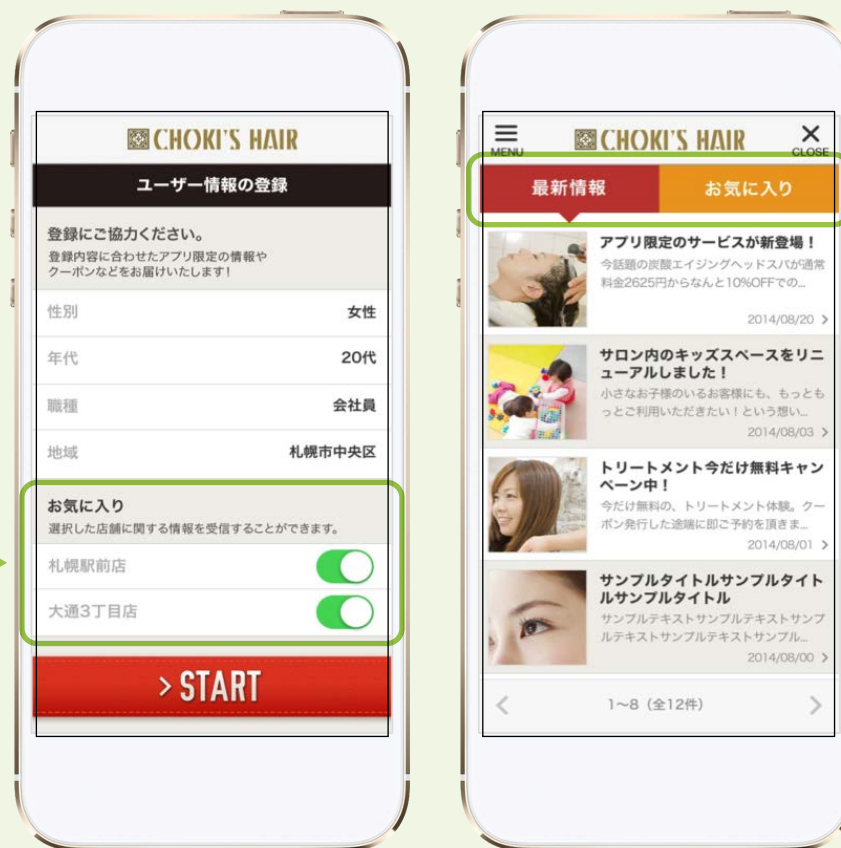 CHOKI'S HAIR
ユーザー情報の登録
登録にご協力ください。
登録内容に合わせたアプリ限定の情報や
クーポンなどをお届けいたします!
性別 女性
年代 20代
職種 会社員
地域 札幌市中央区
お気に入り
選択した店舗に関する情報を受信することができます。
札幌駅前店
大通3丁目店
> START
MENU
CHOKI'S HAIR
CLOSE
最新情報 お気に入り
アプリ限定のサービスが新登場！
今話題の炭酸エイジングヘッドスパが通常
料金2625円からなんと10%OFFでの...
2014/08/20 >
サロン内のキッズスペースをリニ
ューアルしました！
小さなお子様のいるお客様にも、もっとも
っとご利用いただきたい！という想い...
2014/08/03 >
トリートメント今だけ無料キャン
ペーン中！
今だけ無料の、トリートメント体験。クー
ポン発行した途端に即ご予約を頂きま...
2014/08/01 >
サンプルタイトルサンプルタイト
ルサンプルタイトル
サンプルテキストサンプルテキストサンプ
ルテキストサンプルテキストサンプル...
2014/08/00 >
< 1～8（全12件） >